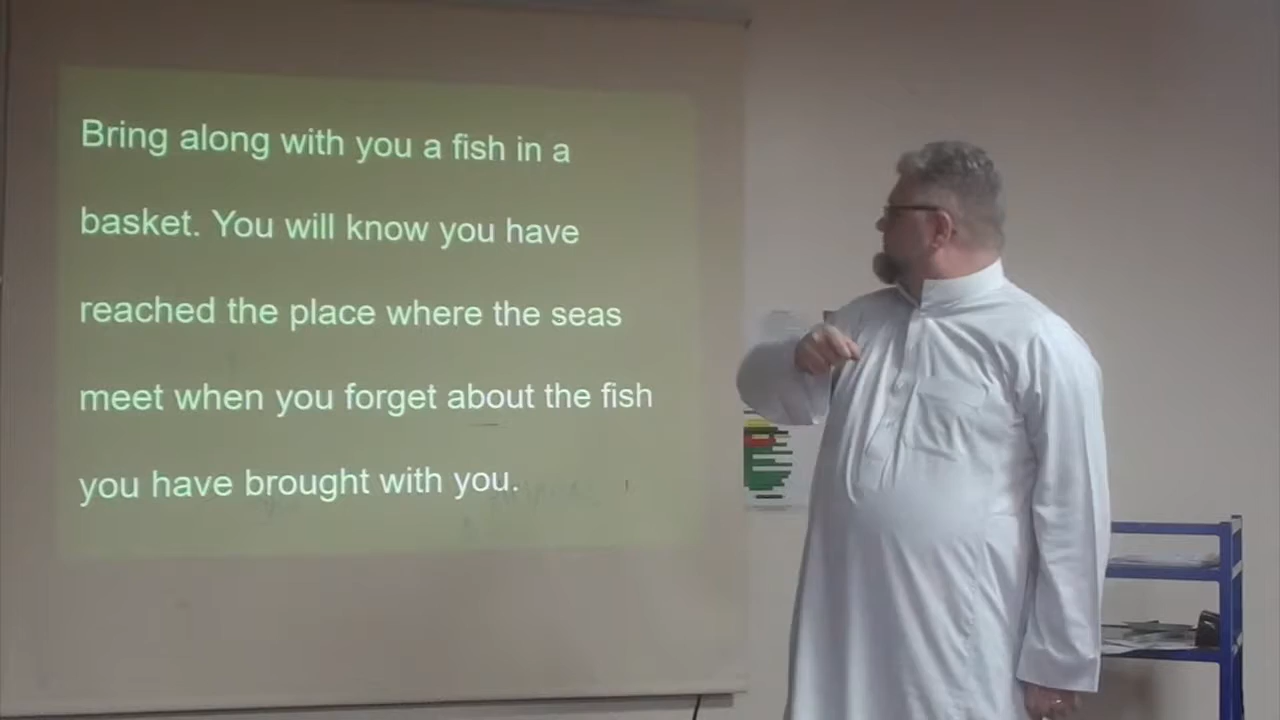 Bring along with you a fish in a
basket. You will know you have
reached the place where the seas
meet when you forget about the fish
you have brought with you.